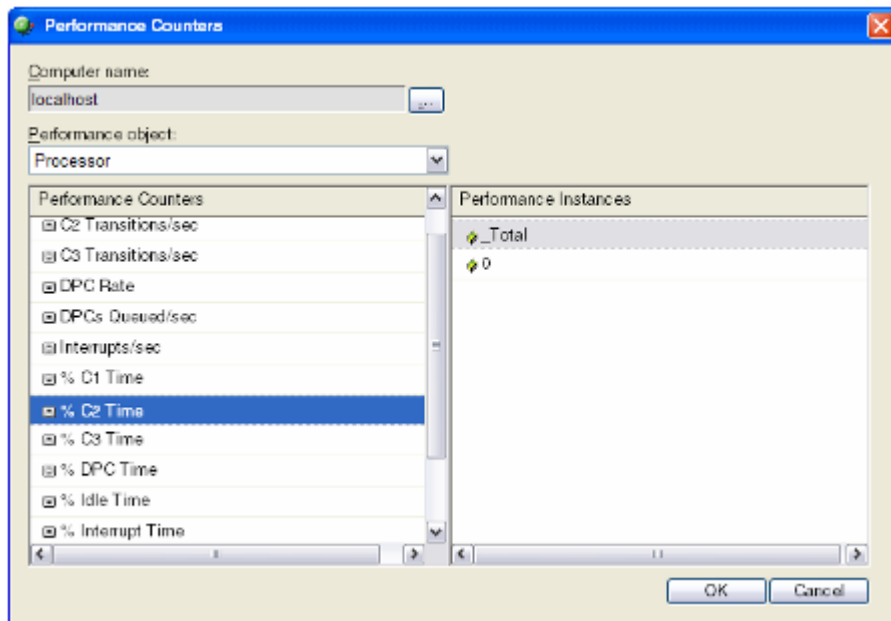 Performance Counters
Computer name:
localhost
...
Performance object:
Processor
Performance Counters
C2 Transitions/sec
C3 Transitions/sec
DPC Rate
DPCs Queued/sec
Interrupts/sec
% C1 Time
% C2 Time
% C3 Time
% DPC Time
% Idle Time
% Interrupt Time
Performance Instances
_Total
0
OK
Cancel